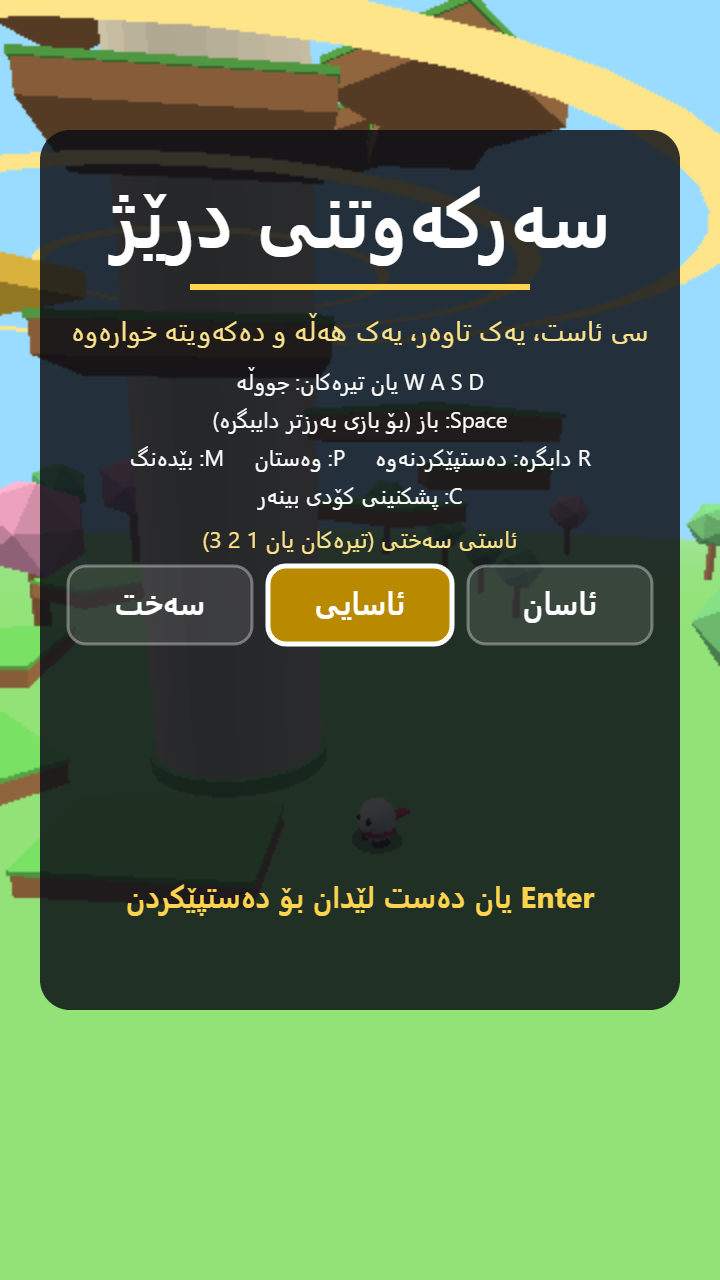 سەرکەوتنی درێژ
سی ئاست، یەک تاوەر، یەک هەڵە و دەکەویتە خوارەوە
W A S D یان تیرەکان: جووڵە
Space: باز (بۆ بازی بەرزتر دایبگرە)
R دابگرە: دەستپێکردنەوە P: وەستان M: بێدەنگ
C: پشکنینی کۆدی بینەر
ئاستی سەختی (تیرەکان یان 1 2 3)
ئاسان ئاسایی سەخت
Enter یان دەست لێدان بۆ دەستپێکردن